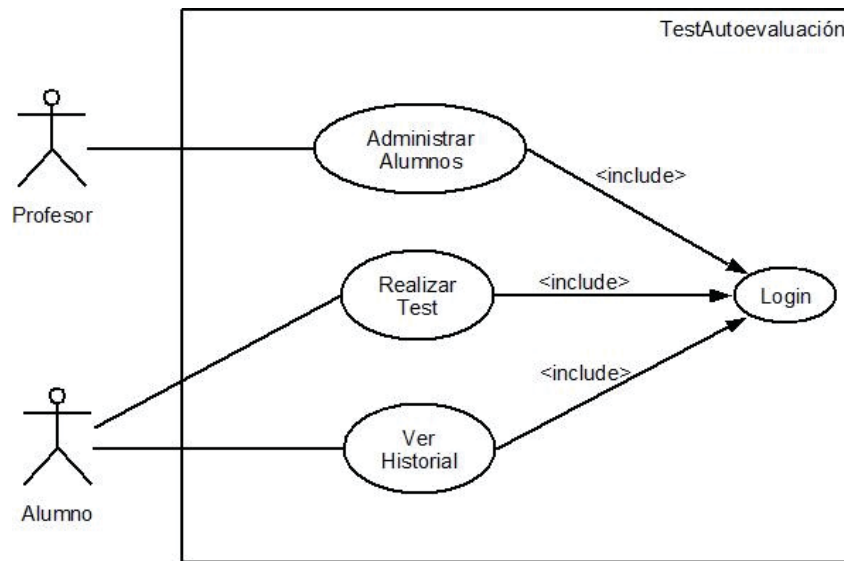 TestAutoevaluación
Administrar
Alumnos
<include>
Profesor
Realizar
Test
<include>
Login
<include>
Ver
Historial
Alumno